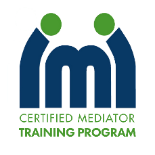 imi
CERTIFIED MEDIATOR
TRAINING PROGRAM